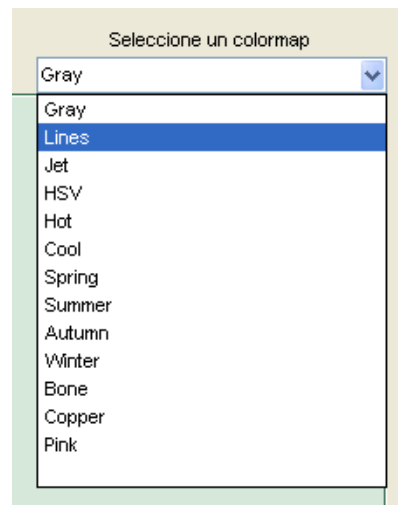 Seleccione un colormap
Gray
Gray
Lines
Jet
HSV
Hot
Cool
Spring
Summer
Autumn
Winter
Bone
Copper
Pink